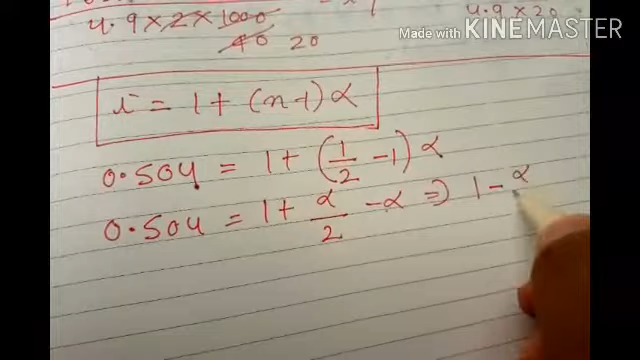 4.9×2×1000
4.9×20
40 20
Made with KINEMASTER
i = 1 + (n-1)α
0.504 = 1 + (1/2 - 1) α
0.504 = 1 + α/2 - α ⇒ 1 - α